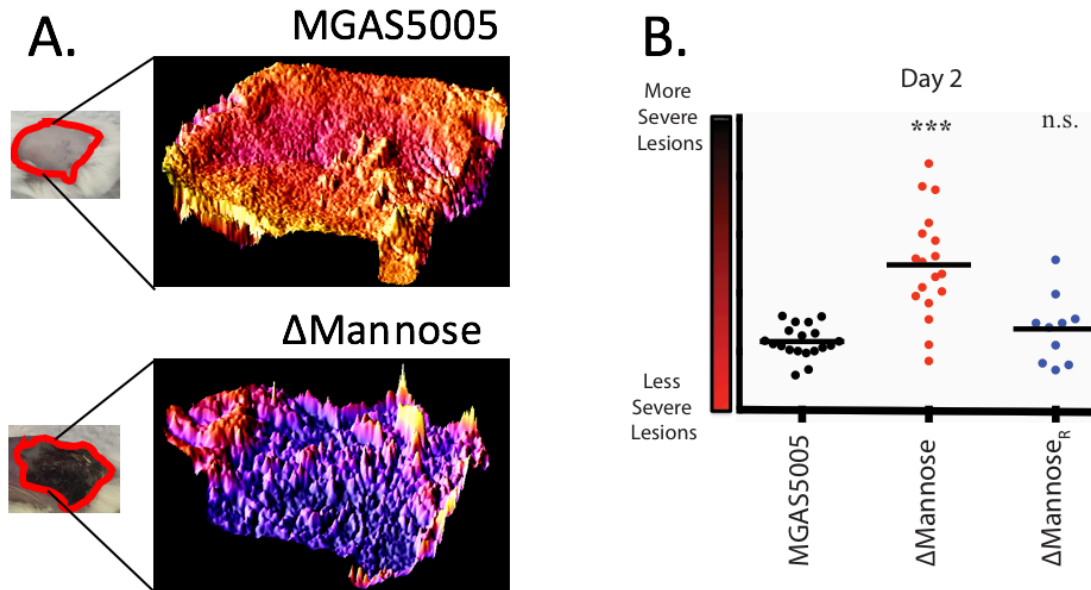 A.
MGAS5005
ΔMannose
B.
Day 2
More
Severe
Lesions
***
n.s.
Less
Severe
Lesions
MGAS5005
ΔMannose
ΔMannoseR